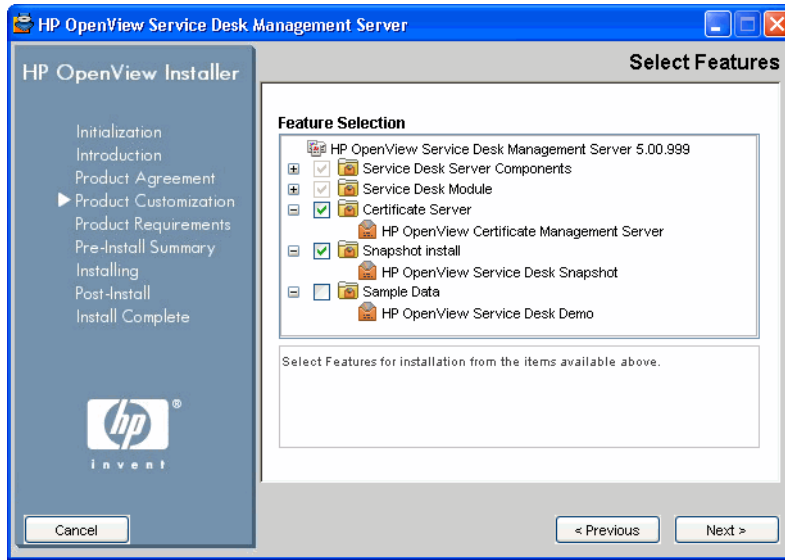 HP OpenView Service Desk Management Server
HP OpenView Installer
Select Features
Initialization
Introduction
Product Agreement
Product Customization
Product Requirements
Pre-Install Summary
Installing
Post-Install
Install Complete
Feature Selection
HP OpenView Service Desk Management Server 5.00.999
Service Desk Server Components
Service Desk Module
Certificate Server
HP OpenView Certificate Management Server
Snapshot install
HP OpenView Service Desk Snapshot
Sample Data
HP OpenView Service Desk Demo
Select Features for installation from the items available above.
hp ®
invent
Cancel
< Previous
Next >